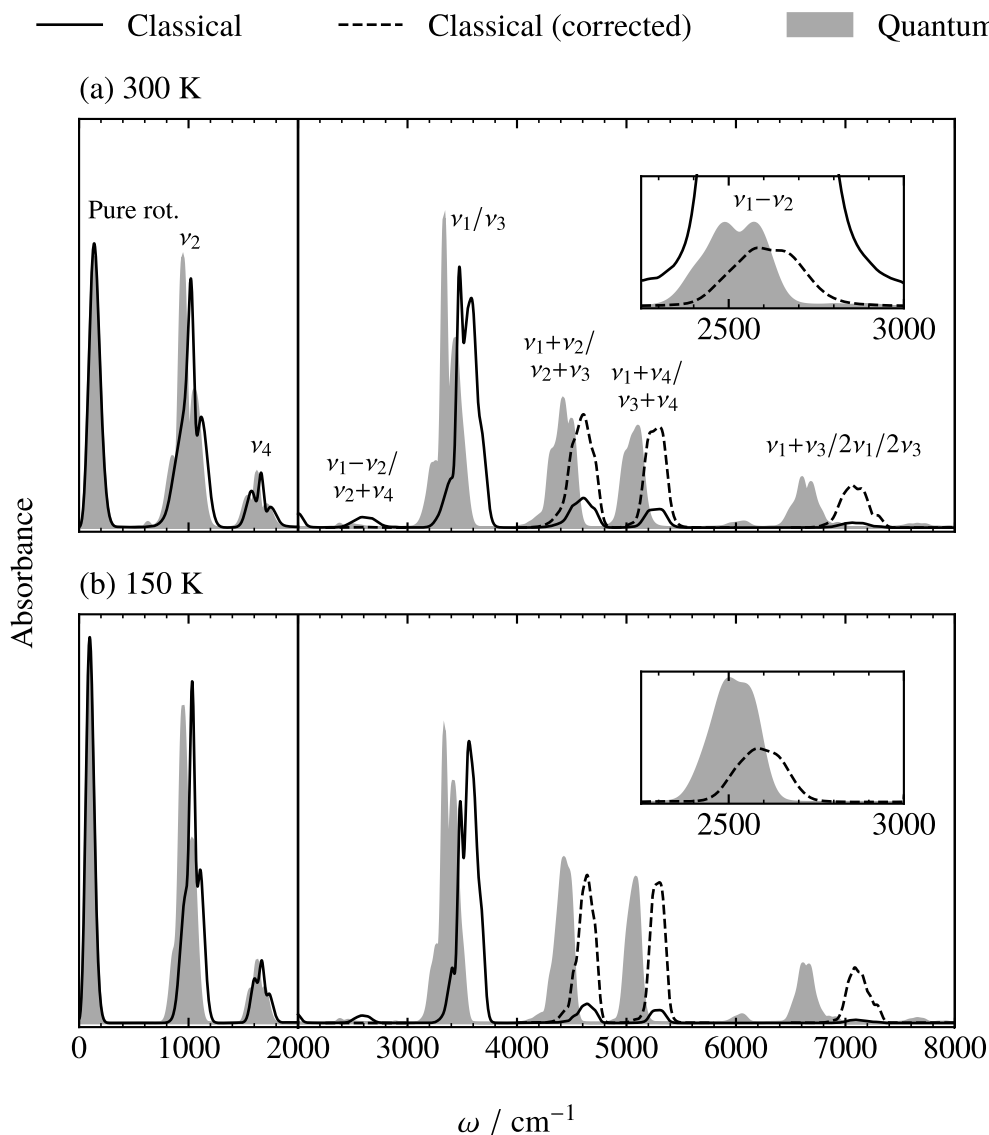 Classical Classical (corrected) Quantum
(a) 300 K
Pure rot.
ν2
ν4
ν1/ν3
ν1−ν2/
ν2+ν4
ν1+ν2/
ν2+ν3
ν1+ν4/
ν3+ν4
ν1+ν3/2ν1/2ν3
ν1−ν2
2500 3000
Absorbance
(b) 150 K
2500 3000
0 1000 2000 3000 4000 5000 6000 7000 8000
ω / cm⁻¹